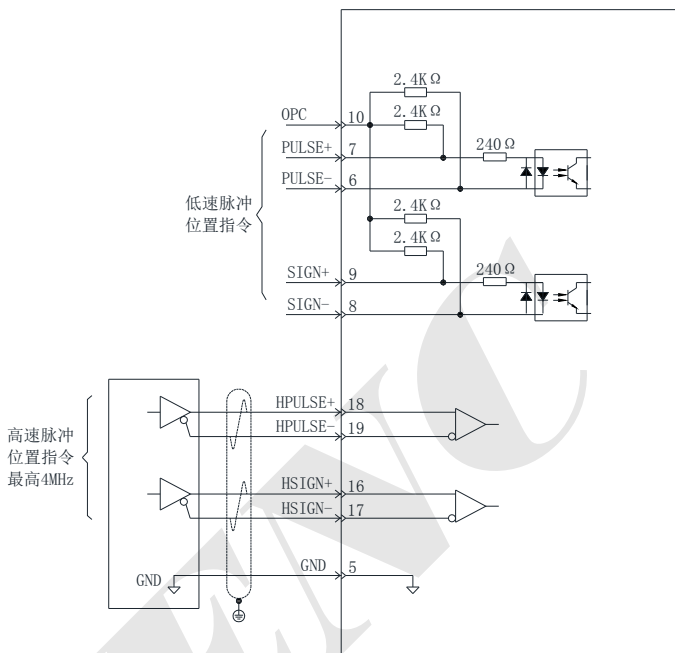 2.4KΩ
OPC 10
2.4KΩ
PULSE+ 7
240Ω
PULSE- 6
低速脉冲
位置指令
2.4KΩ
2.4KΩ
SIGN+ 9
240Ω
SIGN- 8
HPULSE+ 18
HPULSE- 19
高速脉冲
位置指令
最高4MHz
HSIGN+ 16
HSIGN- 17
GND 5
GND
ENC